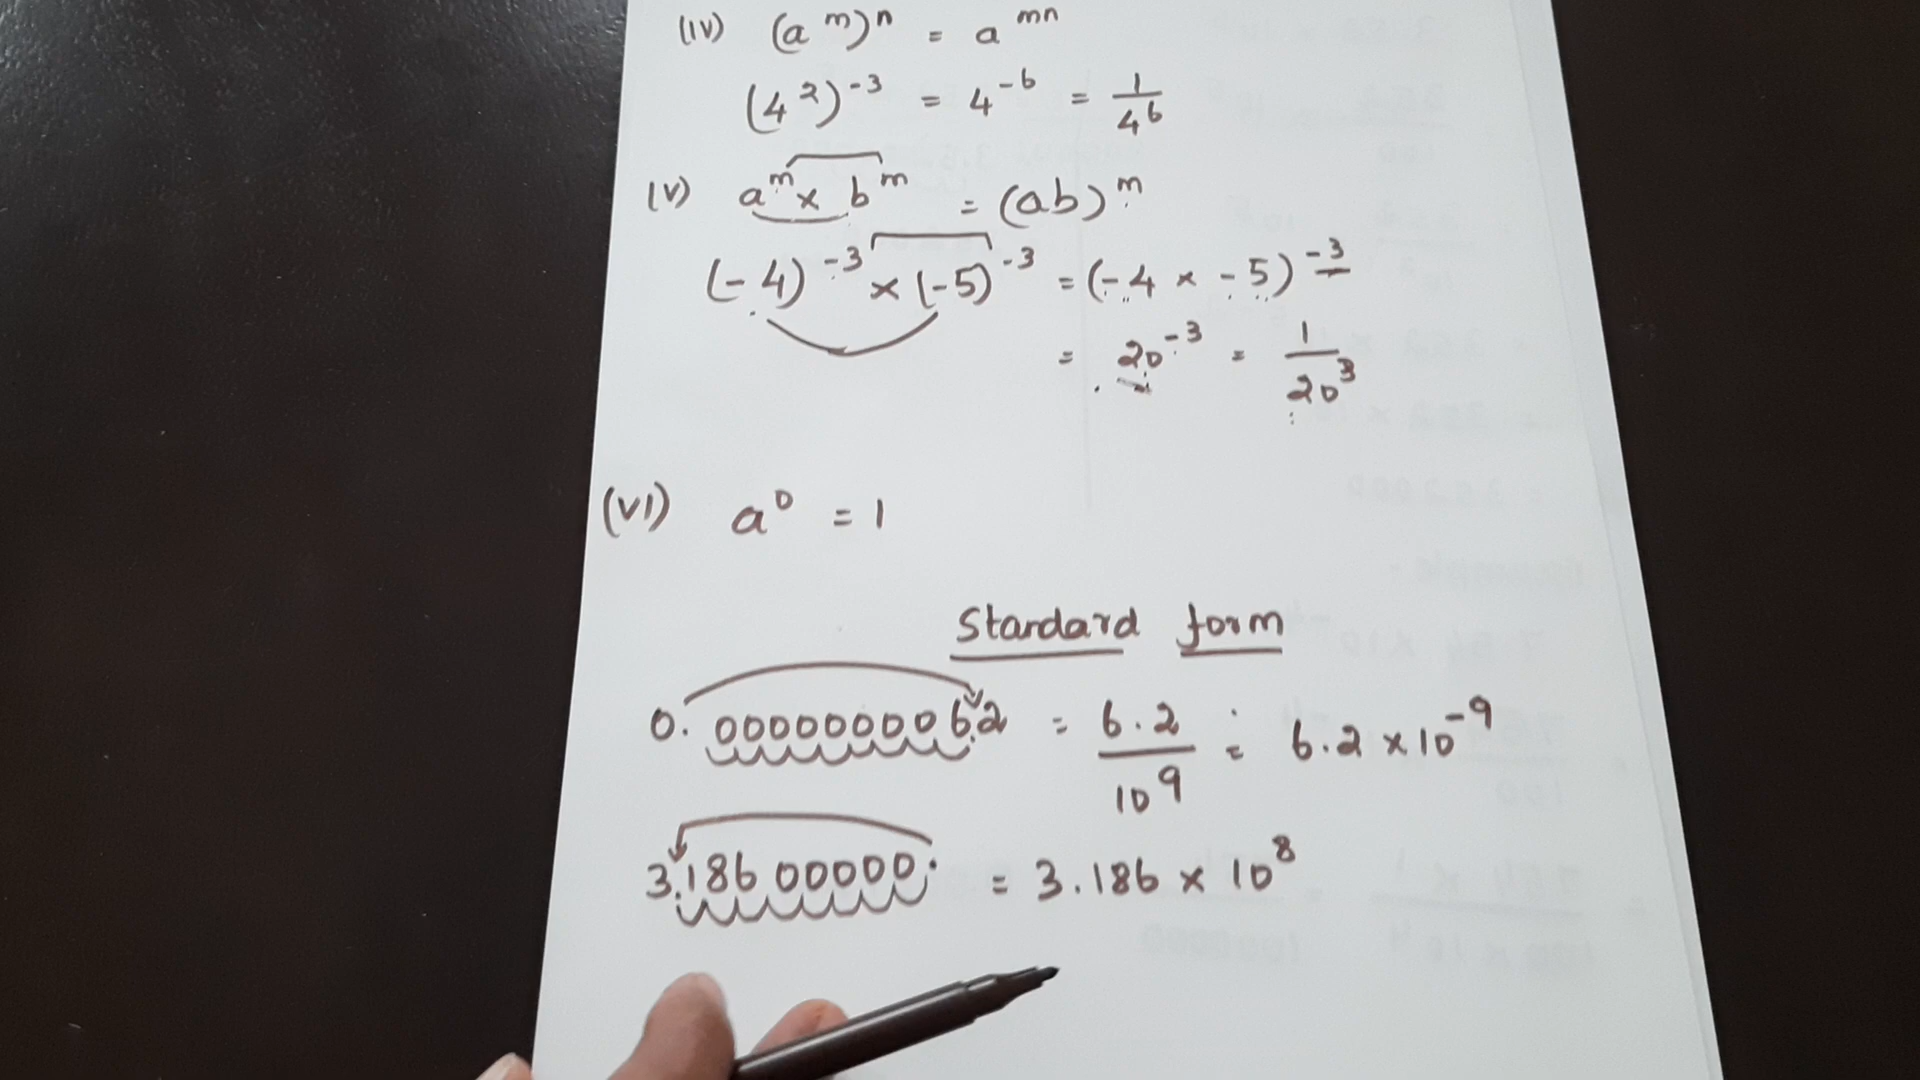 (iv) (a^m)^n = a^mn
(4^2)^-3 = 4^-6 = 1/4^6
(v) a^m × b^m = (ab)^m
(-4)^-3 × (-5)^-3 = (-4 × -5)^-3
= 20^-3 = 1/20^3
(vi) a^0 = 1
Standard form
0.0000000062 = 6.2/10^9 = 6.2 × 10^-9
3.18600000. = 3.186 × 10^8